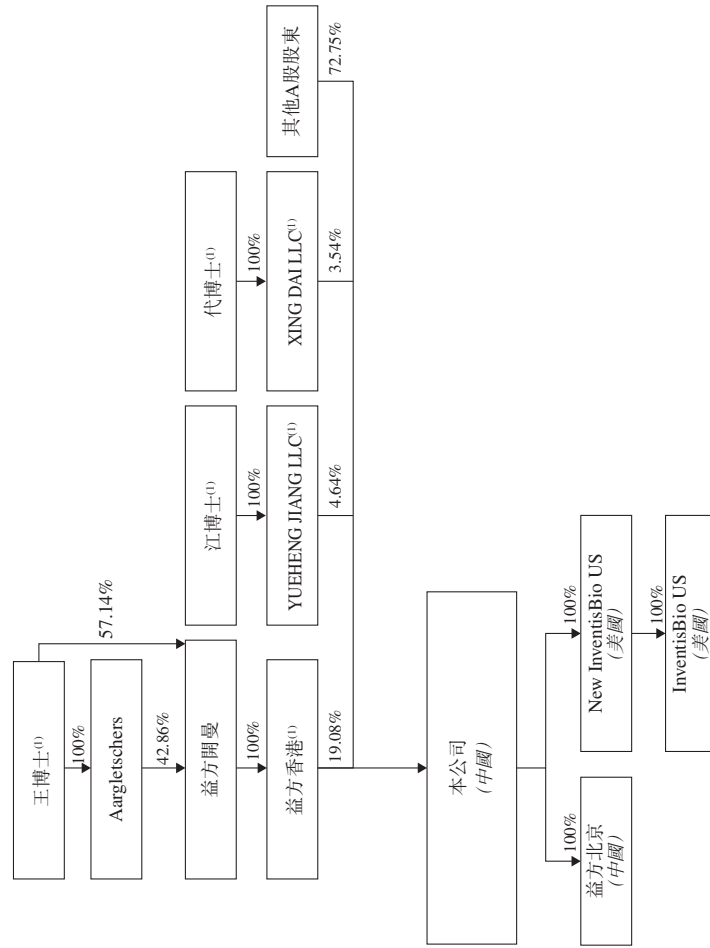 王博士(1)
100%
57.14%
Aargletschers
42.86%
益方開曼
江博士(1)
代博士(1)
100%
100%
100%
益方香港(1)
YUEHENG JIANG LLC(1)
XING DAI LLC(1)
其他A股股東
19.08%
4.64%
3.54%
72.75%
本公司
(中國)
100%
100%
益方北京
(中國)
New InventisBio US
(美國)
100%
InventisBio US
(美國)